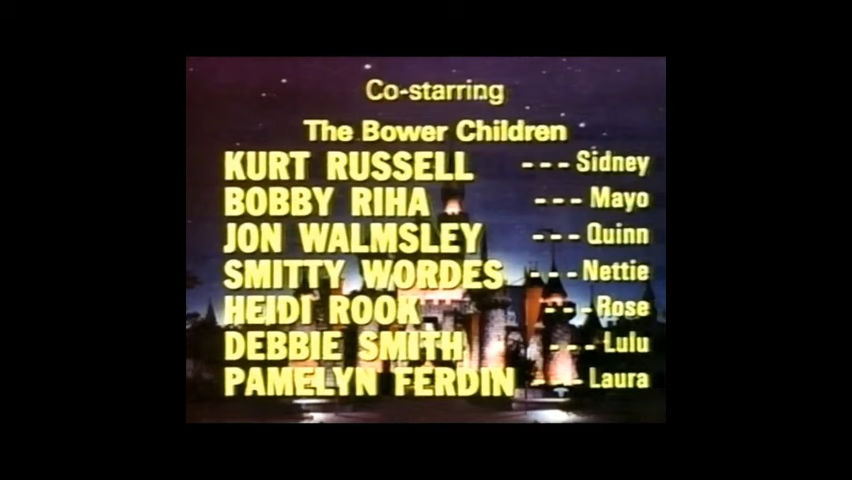 Co-starring
The Bower Children
KURT RUSSELL --- Sidney
BOBBY RIHA --- Mayo
JON WALMSLEY --- Quinn
SMITTY WORDES --- Nettie
HEIDI ROOK --- Rose
DEBBIE SMITH --- Lulu
PAMELYN FERDIN --- Laura